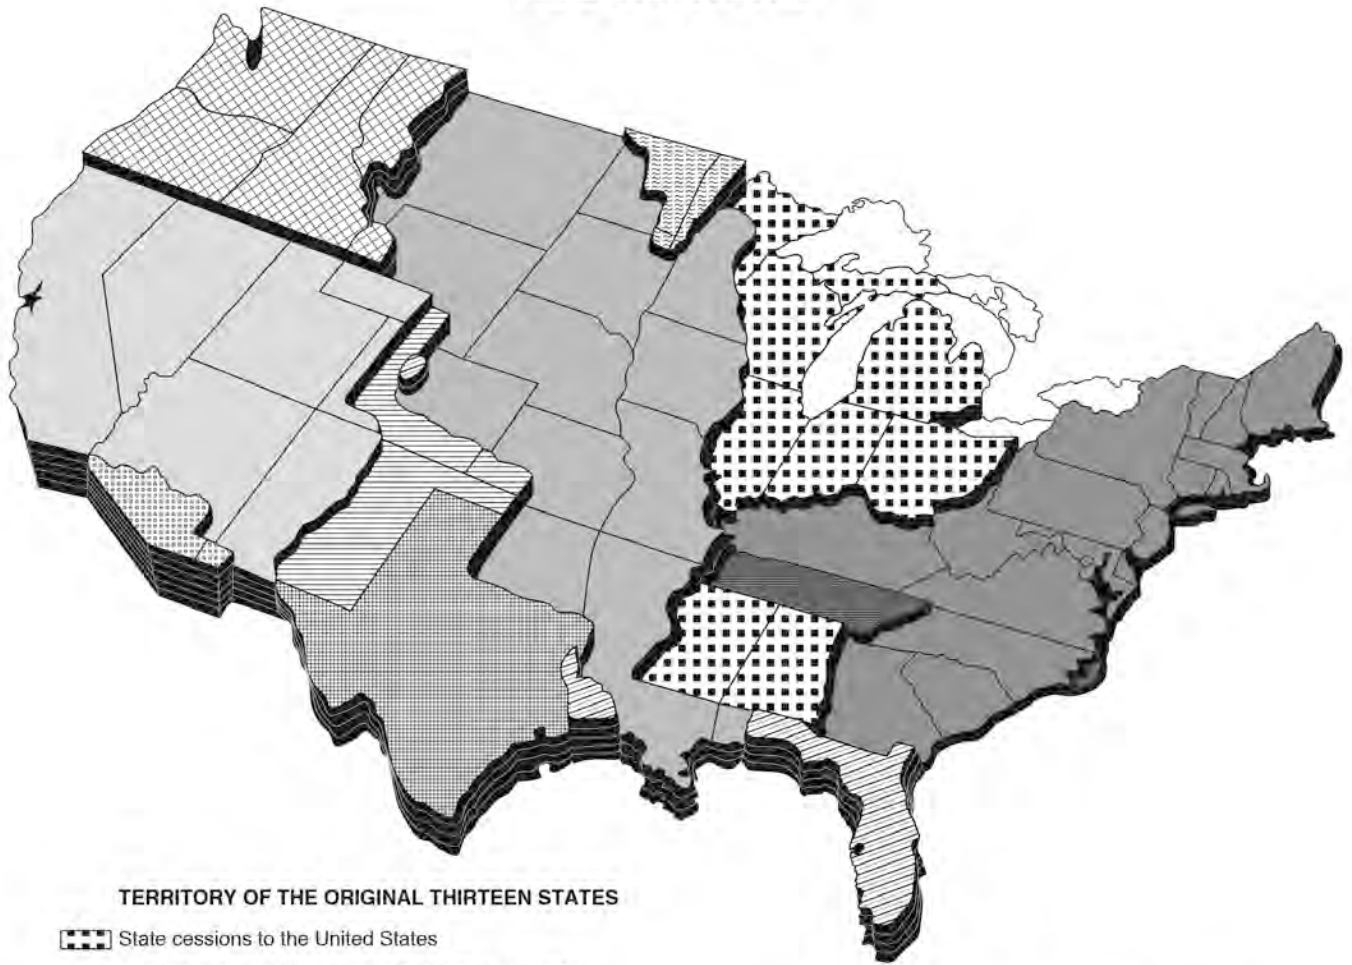 TERRITORY OF THE ORIGINAL THIRTEEN STATES
State cessions to the United States